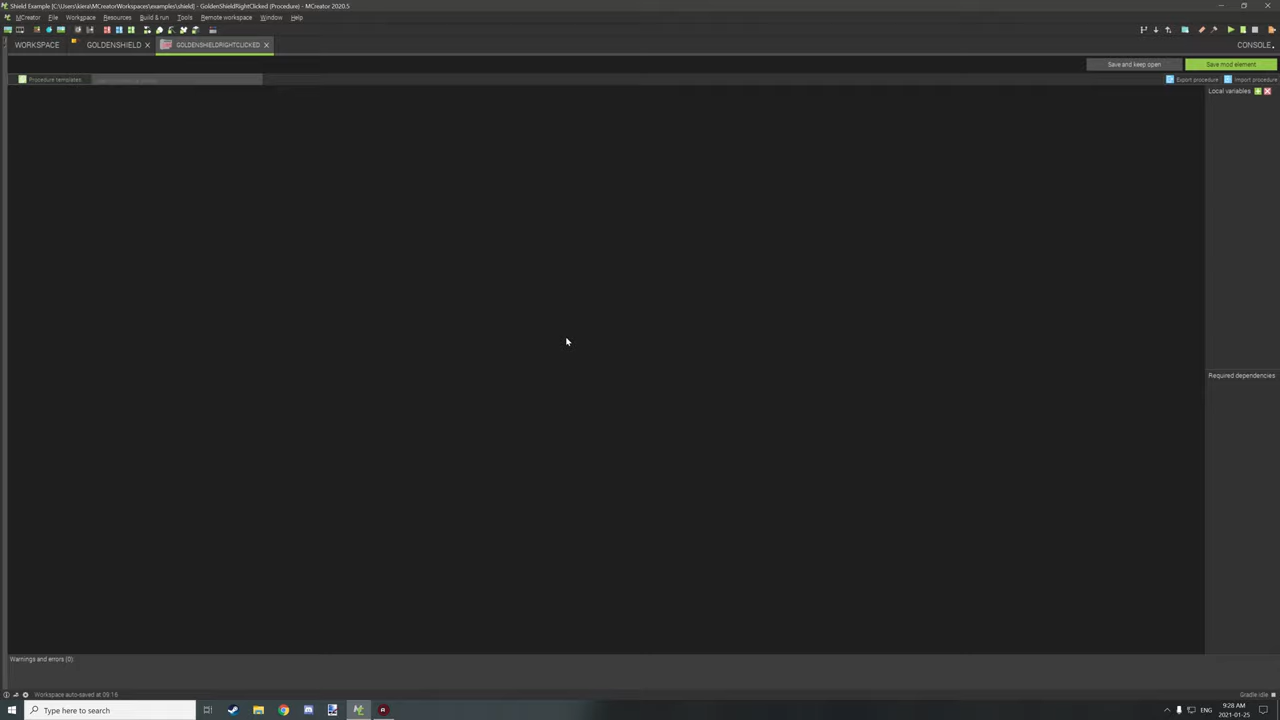 Shield Example [C:\Users\kiera\MCreatorWorkspaces\examples\shield] - GoldenShieldRightClicked (Procedure) - MCreator 2020.5
MCreator File Workspace Resources Build & run Tools Remote workspace Window Help
WORKSPACE GOLDENSHIELD GOLDENSHIELDRIGHTCLICKED CONSOLE
Save and keep open Save mod element
Procedure templates Export procedure Import procedure
Local variables
Required dependencies
Warnings and errors (0)
Workspace auto-saved at 09:16 Gradle idle
Type here to search
ENG
9:28 AM
2021-01-25